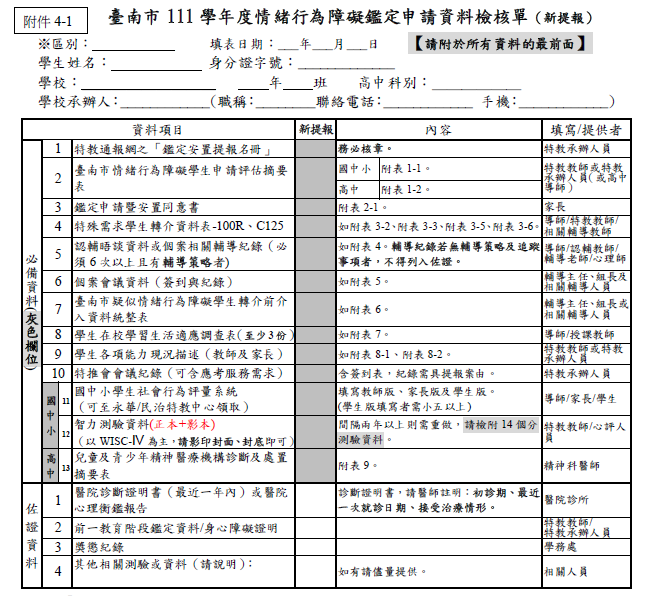 附件 4-1
臺南市 111 學年度情緒行為障礙鑑定申請資料檢核單（新提報）
※區別： 填表日期：___年___月___日 【請附於所有資料的最前面】
學生姓名： 身分證字號：
學校： 年 班 高中科別：
學校承辦人： (職稱： 聯絡電話： 手機： )
資料項目 新提報 內容 填寫/提供者
必備資料(灰色欄位)
1 特教通報網之「鑑定安置提報名冊」 務必核章。 特教承辦人員
2 臺南市情緒行為障礙學生申請評估摘要表 國中小 附表 1-1。 高中 附表 1-2。 特教教師或特教承辦人員(或高中導師)
3 鑑定申請暨安置同意書 附表 2-1。 家長
4 特殊需求學生轉介資料表-100R、C125 如附表 3-2、附表 3-3、附表 3-5、附表 3-6。 導師/特教教師/相關輔導教師
5 認輔晤談資料或個案相關輔導紀錄（必須 6 次以上且有輔導策略者) 如附表 4。輔導紀錄若無輔導策略及追蹤事項者，不得列入佐證。 導師/認輔教師/輔導老師/心理師
6 個案會議資料（簽到與紀錄） 如附表 5。 輔導主任、組長及相關輔導人員
7 臺南市疑似情緒行為障礙學生轉介前介入資料統整表 如附表 6。 輔導主任、組長或相關輔導人員
8 學生在校學習生活適應調查表(至少 3 份) 如附表 7。 導師/授課教師
9 學生各項能力現況描述（教師及家長） 如附表 8-1、附表 8-2。 特教教師或特教承辦人員
10 特推會會議紀錄（可含應考服務需求） 含簽到表，紀錄需具提報案由。 特教承辦人員
國中小
11 國中小學生社會行為評量系統（可至永華/民治特教中心領取） 填寫教師版、家長版及學生版。(學生版填寫者需小五以上) 導師/家長/學生
12 智力測驗資料(正本+影本)（以 WISC-Ⅳ 為主，請影印封面、封底即可） 間隔兩年以上則需重做，請檢附 14 個分測驗資料。 特教教師/心評人員
高中
13 兒童及青少年精神醫療機構診斷及處置摘要表 附表 9。 精神科醫師
佐證資料
1 醫院診斷證明書（最近一年內）或醫院心理衡鑑報告 診斷證明書，請醫師註明：初診期、最近一次就診日期、接受治療情形。 醫院診所
2 前一教育階段鑑定資料/身心障礙證明 特教教師/特教承辦人員
3 獎懲紀錄 學務處
4 其他相關測驗或資料（請說明）： 如有請儘量提供。 相關人員